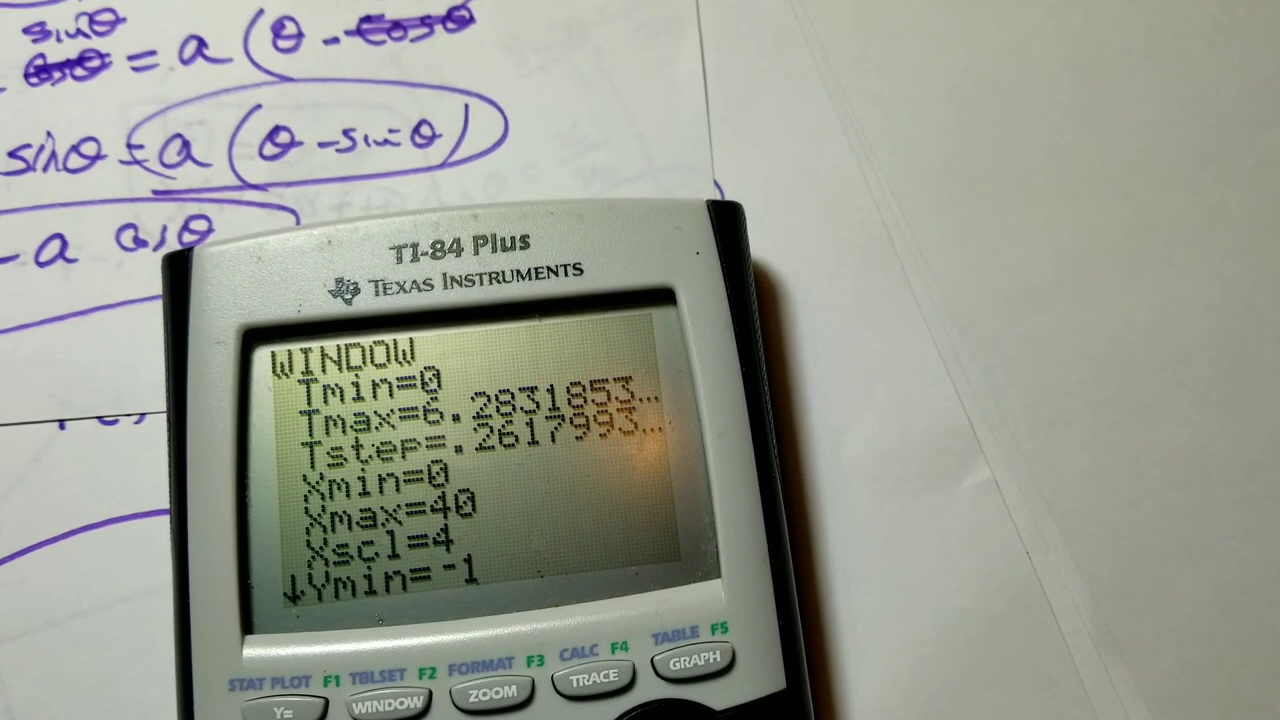 sinθ
= a (θ -
sinθ = a (θ - sinθ)
- a cosθ
TI-84 Plus
TEXAS INSTRUMENTS
WINDOW
Tmin=0
Tmax=6.2831853...
Tstep=.2617993...
Xmin=0
Xmax=40
Xscl=4
↓Ymin=-1
STAT PLOT F1 TBLSET F2 FORMAT F3 CALC F4 TABLE F5
Y= WINDOW ZOOM TRACE GRAPH